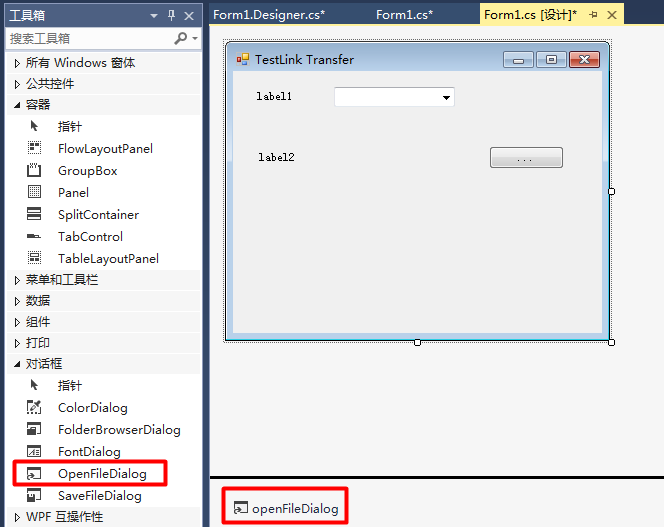 工具箱
搜索工具箱
所有 Windows 窗体
公共控件
容器
指针
FlowLayoutPanel
GroupBox
Panel
SplitContainer
TabControl
TableLayoutPanel
菜单和工具栏
数据
组件
打印
对话框
指针
ColorDialog
FolderBrowserDialog
FontDialog
OpenFileDialog
SaveFileDialog
WPF 互操作性
Form1.Designer.cs*
Form1.cs*
Form1.cs [设计]*
TestLink Transfer
label1
label2
...
openFileDialog